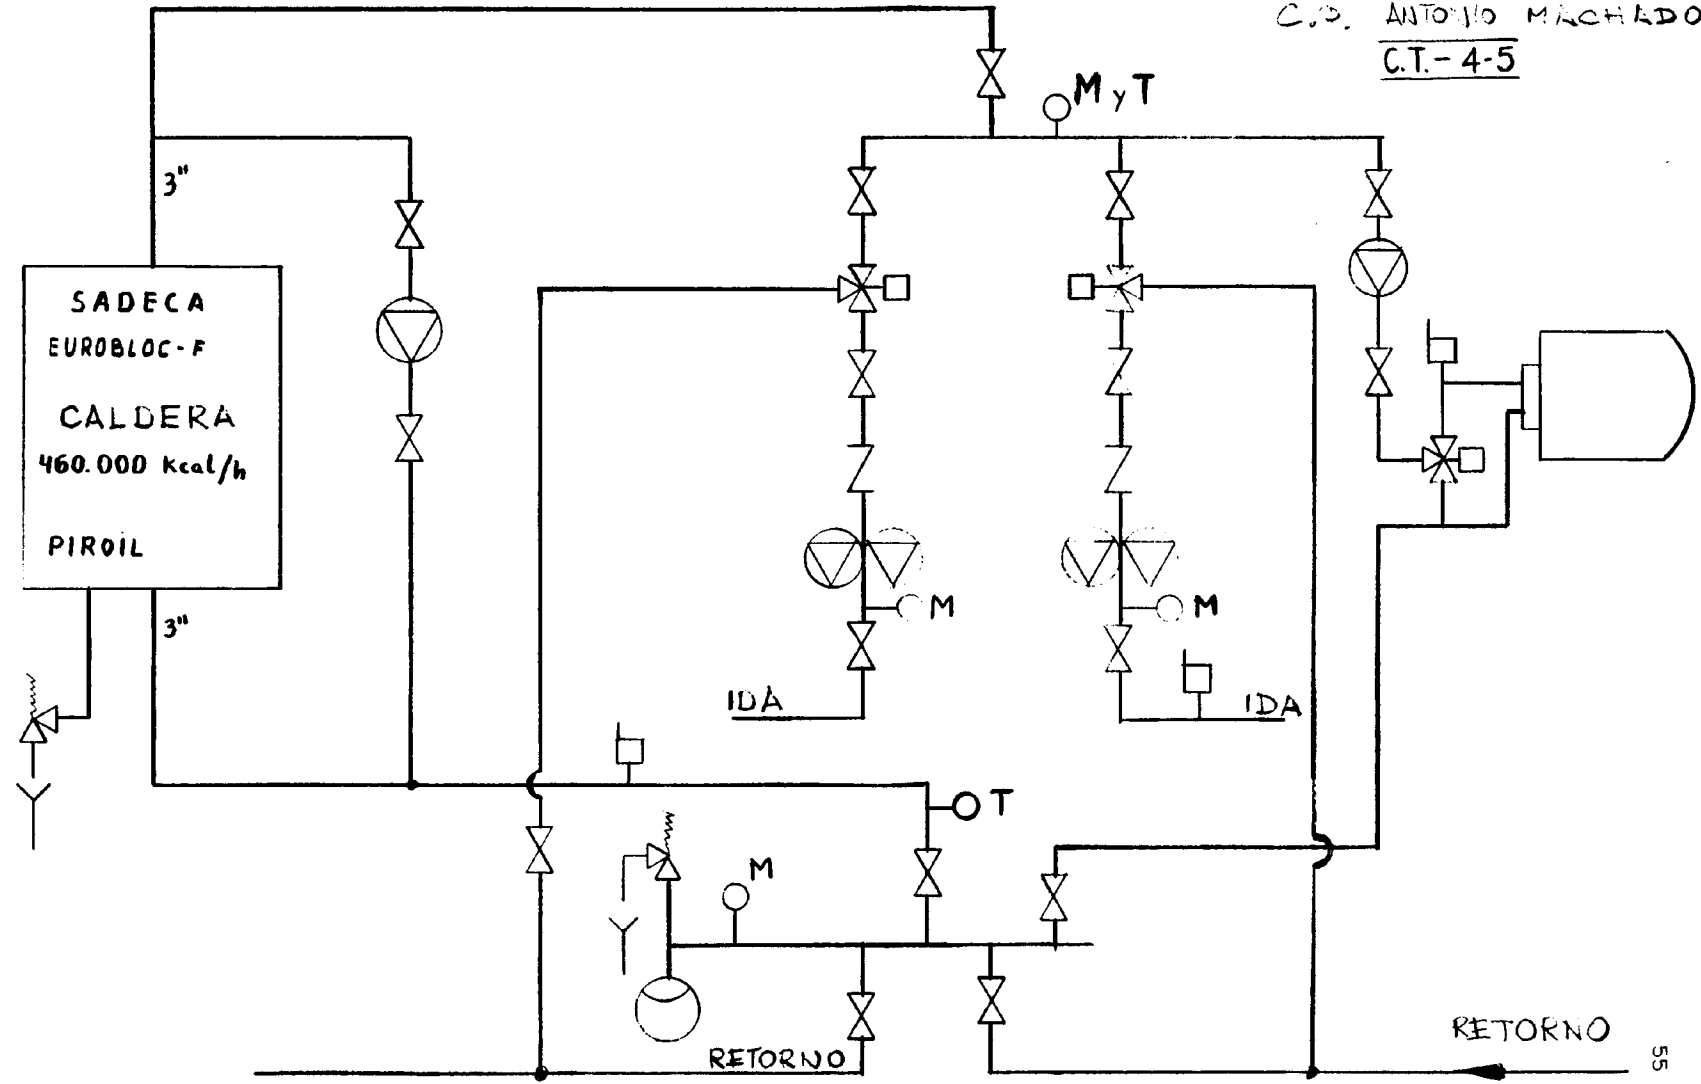 C.P. ANTONIO MACHADO
C.T.- 4-5
M y T
3"
SADECA
EUROBLOC-F
CALDERA
460.000 Kcal/h
PIROIL
3"
M
M
IDA
IDA
T
M
RETORNO
RETORNO
55